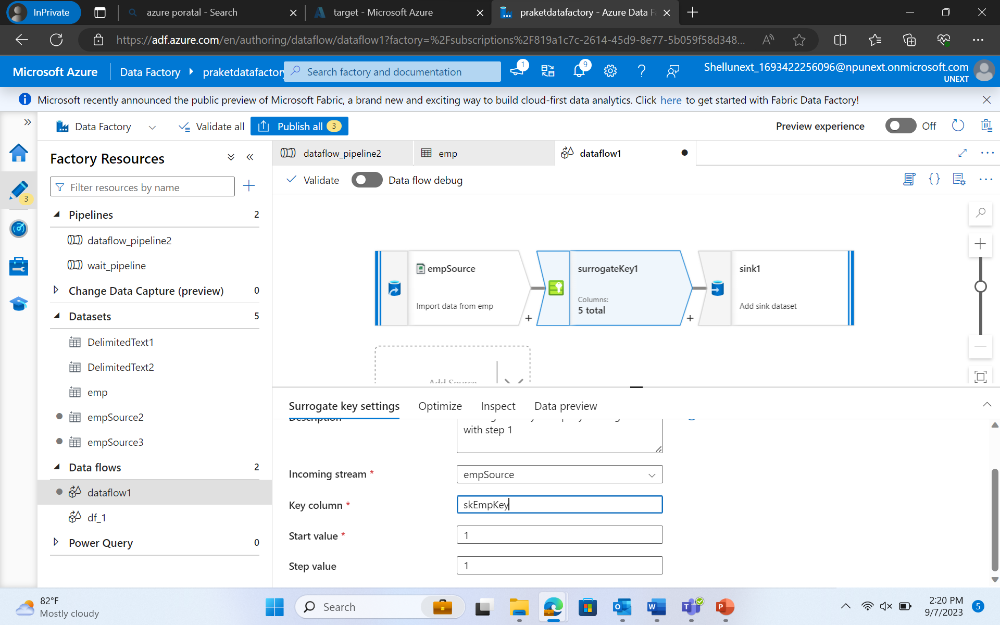 InPrivate
azure poratal - Search
target - Microsoft Azure
praketdatafactory - Azure Data F
https://adf.azure.com/en/authoring/dataflow/dataflow1?factory=%2Fsubscriptions%2F819a1c7c-2614-45d9-8e77-5b059f58d348...
Microsoft Azure
Data Factory
praketdatafactory
Search factory and documentation
1
9
Shellunext_1693422256096@npunext.onmicrosoft.com
UNEXT
Microsoft recently announced the public preview of Microsoft Fabric, a brand new and exciting way to build cloud-first data analytics. Click here to get started with Fabric Data Factory!
Data Factory
Validate all
Publish all 3
Preview experience
Off
3
Factory Resources
Filter resources by name
Pipelines 2
dataflow_pipeline2
wait_pipeline
Change Data Capture (preview) 0
Datasets 5
DelimitedText1
DelimitedText2
emp
empSource2
empSource3
Data flows 2
dataflow1
df_1
Power Query 0
dataflow_pipeline2
emp
dataflow1
Validate
Data flow debug
empSource
Import data from emp
surrogateKey1
Columns:
5 total
sink1
Add sink dataset
Add Source
Surrogate key settings
Optimize
Inspect
Data preview
Description
with step 1
Incoming stream *
empSource
Key column *
skEmpKey
Start value *
1
Step value
1
82°F
Mostly cloudy
Search
2:20 PM
9/7/2023
5